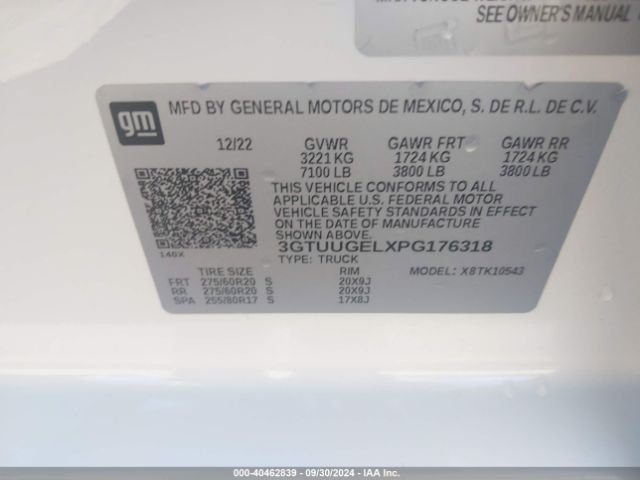 SEE OWNER'S MANUAL
gm
MFD BY GENERAL MOTORS DE MEXICO, S. DE R.L. DE C.V.
12/22 GVWR GAWR FRT GAWR RR
3221 KG 1724 KG 1724 KG
7100 LB 3800 LB 3800 LB
THIS VEHICLE CONFORMS TO ALL
APPLICABLE U.S. FEDERAL MOTOR
VEHICLE SAFETY STANDARDS IN EFFECT
ON THE DATE OF MANUFACTURE
SHOWN ABOVE.
3GTUUGELXPG176318
140X
TYPE: TRUCK MODEL: X8TK10543
TIRE SIZE RIM
FRT 275/60R20 S 20X9J
RR 275/60R20 S 20X9J
SPA 255/80R17 S 17X8J
000-40462839 - 09/30/2024 -